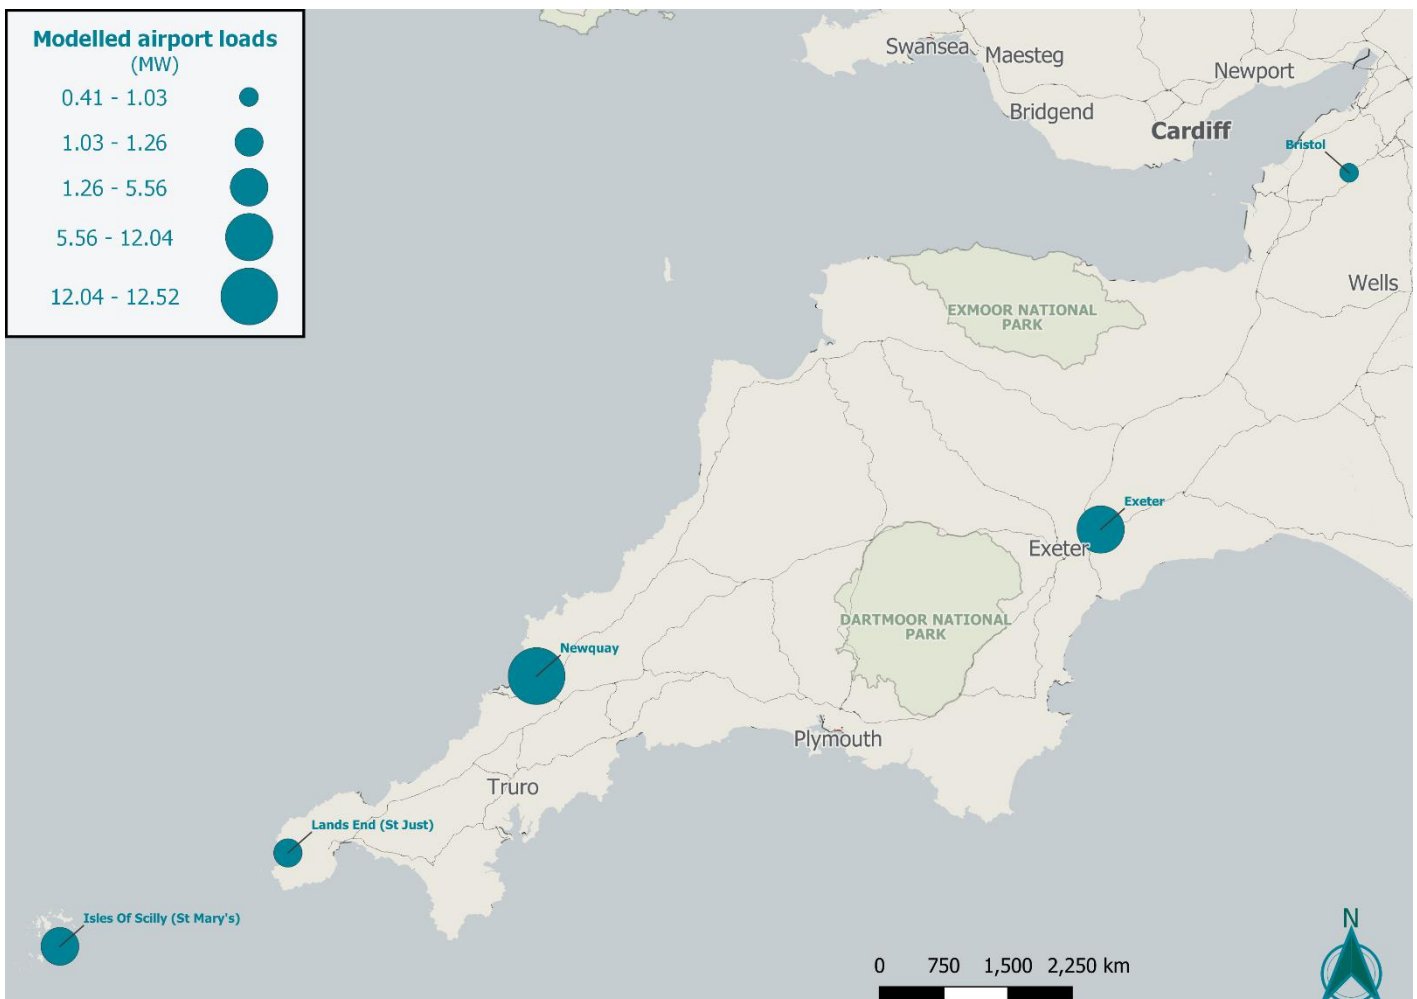 Modelled airport loads
(MW)
0.41 - 1.03
1.03 - 1.26
1.26 - 5.56
5.56 - 12.04
12.04 - 12.52
Swansea
Maesteg
Newport
Bridgend
Cardiff
Bristol
Wells
EXMOOR NATIONAL
PARK
Exeter
Exeter
DARTMOOR NATIONAL
PARK
Newquay
Plymouth
Truro
Lands End (St Just)
Isles Of Scilly (St Mary's)
N
0 750 1,500 2,250 km